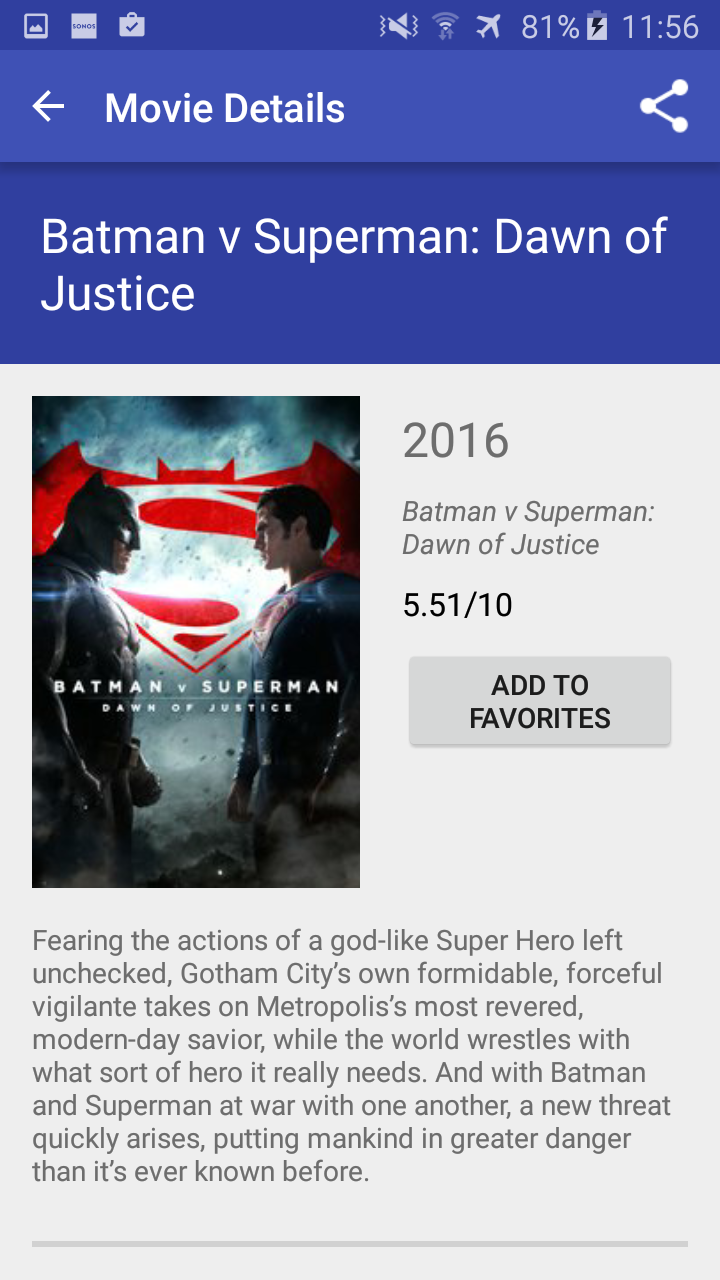 SONOS
81% 11:56
Movie Details
Batman v Superman: Dawn of
Justice
2016
Batman v Superman:
Dawn of Justice
5.51/10
ADD TO
FAVORITES
BATMAN v SUPERMAN
DAWN OF JUSTICE
Fearing the actions of a god-like Super Hero left
unchecked, Gotham City’s own formidable, forceful
vigilante takes on Metropolis’s most revered,
modern-day savior, while the world wrestles with
what sort of hero it really needs. And with Batman
and Superman at war with one another, a new threat
quickly arises, putting mankind in greater danger
than it’s ever known before.